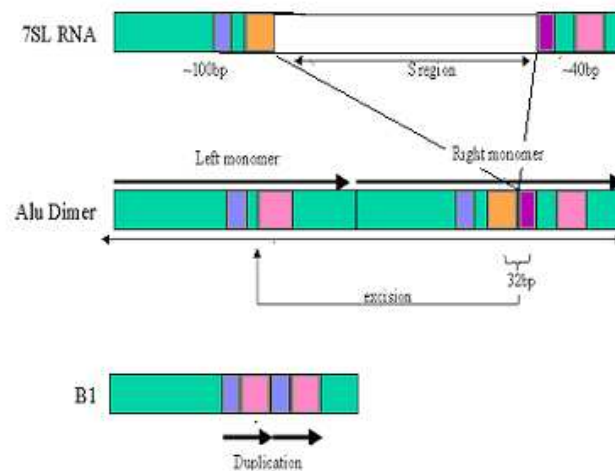 7SL RNA
~100bp
S region
~40bp
Left monomer
Right monomer
Alu Dimer
32bp
excision
B1
Duplication